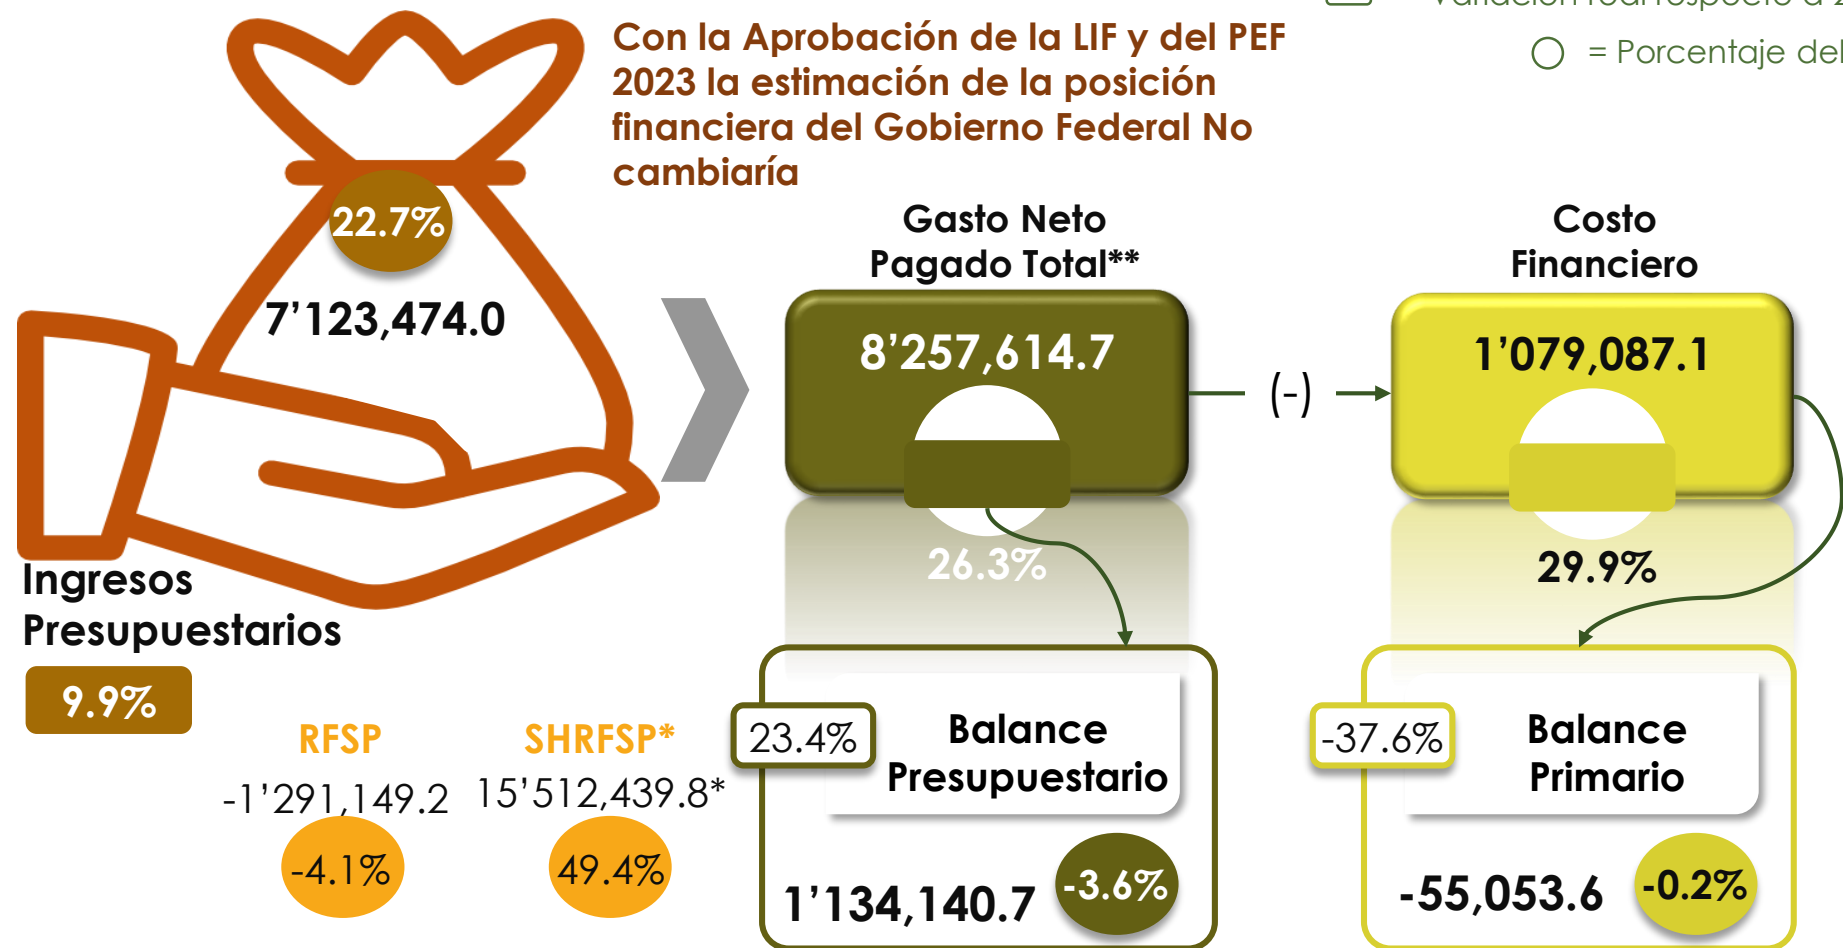 Variación real respecto a 2
= Porcentaje del
Con la Aprobación de la LIF y del PEF
2023 la estimación de la posición
financiera del Gobierno Federal No
cambiaría
22.7%
7’123,474.0
Ingresos
Presupuestarios
9.9%
Gasto Neto
Pagado Total**
8’257,614.7
26.3%
(-)
Costo
Financiero
1’079,087.1
29.9%
RFSP
-1’291,149.2
-4.1%
SHRFSP*
15’512,439.8*
49.4%
23.4%
Balance
Presupuestario
1’134,140.7
-3.6%
-37.6%
Balance
Primario
-55,053.6
-0.2%